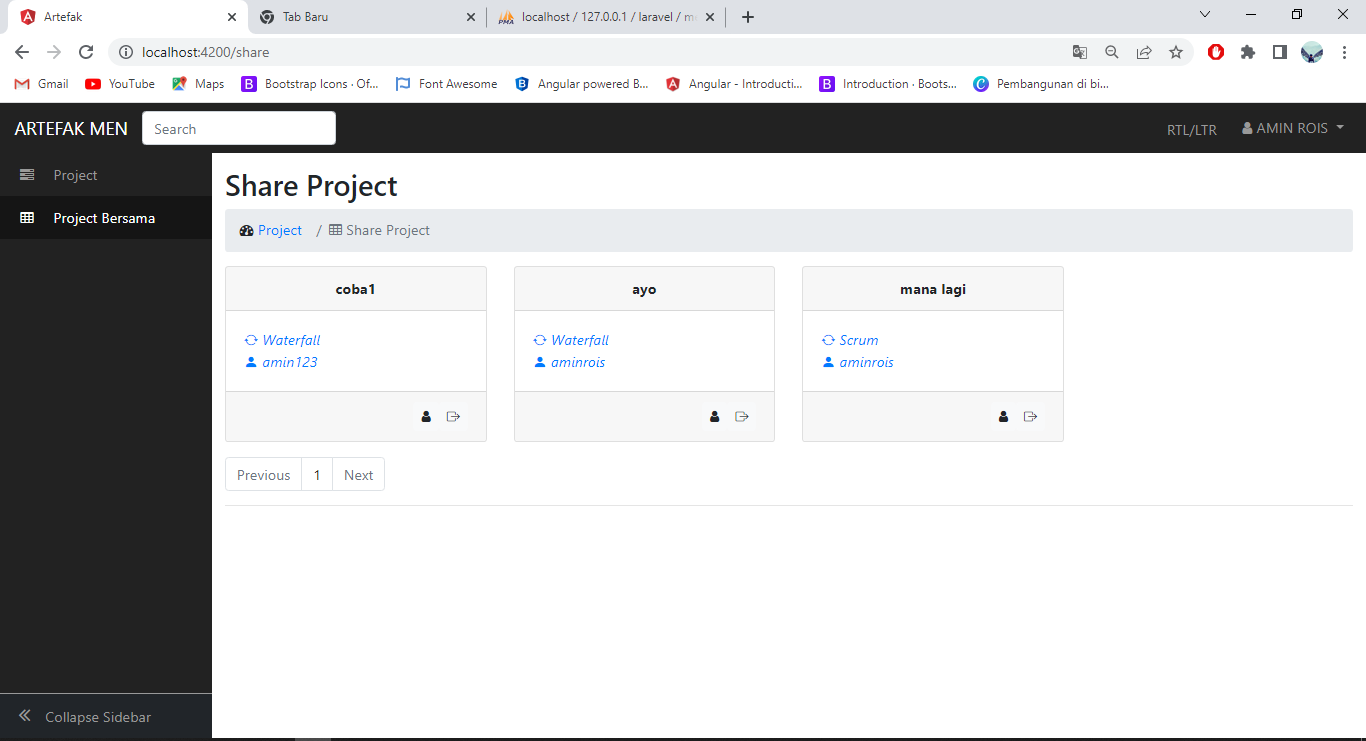 Artefak
Tab Baru
localhost / 127.0.0.1 / laravel / m
localhost:4200/share
Gmail
YouTube
Maps
Bootstrap Icons · Of...
Font Awesome
Angular powered B...
Angular - Introducti...
Introduction · Boots...
Pembangunan di bi...
ARTEFAK MEN
Search
RTL/LTR
AMIN ROIS
Project
Project Bersama
Share Project
Project / Share Project
coba1
Waterfall
amin123
ayo
Waterfall
aminrois
mana lagi
Scrum
aminrois
Previous 1 Next
Collapse Sidebar